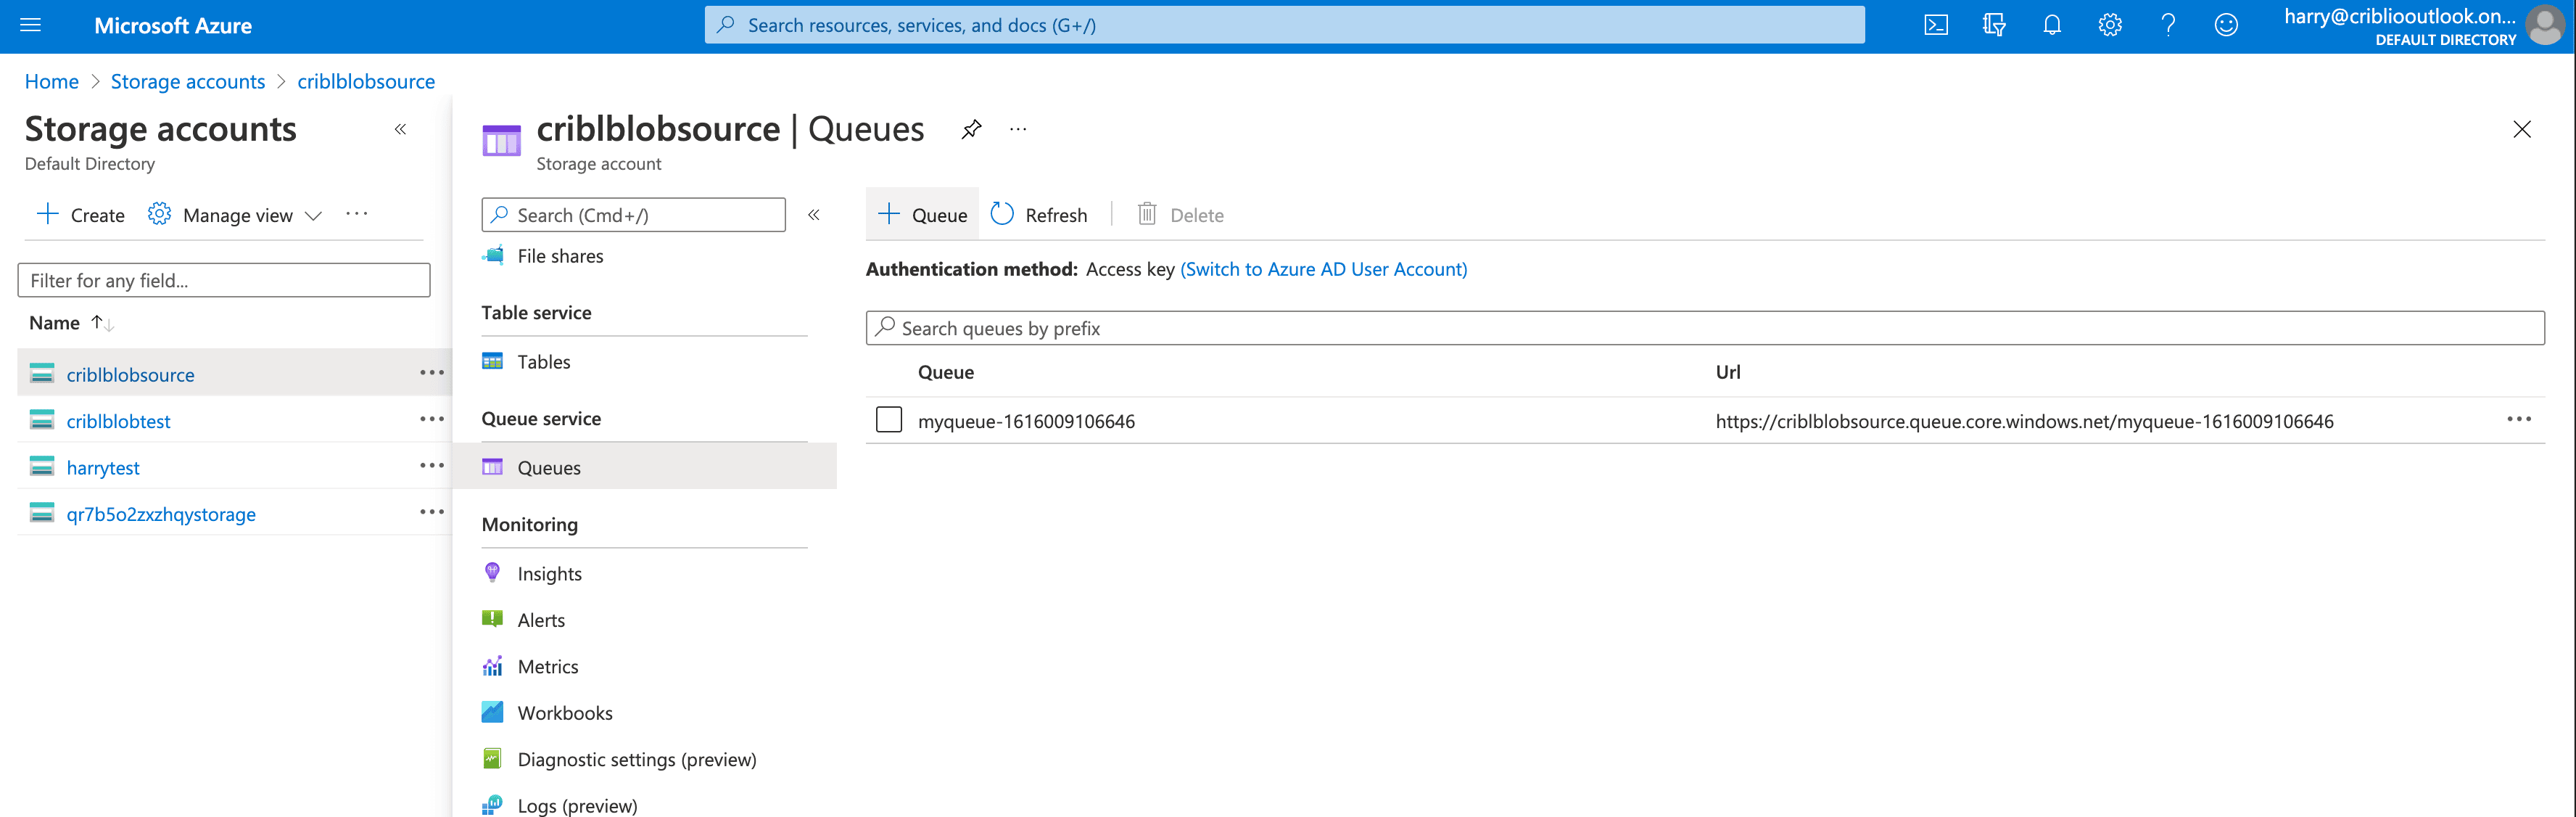 Microsoft Azure
Search resources, services, and docs (G+/)
harry@cribliooutlook.on...
DEFAULT DIRECTORY
Home > Storage accounts > criblblobsource
Storage accounts
Default Directory
Create Manage view
Filter for any field...
Name
criblblobsource
criblblobtest
harrytest
qr7b5o2zxzhqystorage
criblblobsource | Queues
Storage account
Search (Cmd+/)
File shares
Table service
Tables
Queue service
Queues
Monitoring
Insights
Alerts
Metrics
Workbooks
Diagnostic settings (preview)
Logs (preview)
Queue Refresh Delete
Authentication method: Access key (Switch to Azure AD User Account)
Search queues by prefix
Queue Url
myqueue-1616009106646 https://criblblobsource.queue.core.windows.net/myqueue-1616009106646